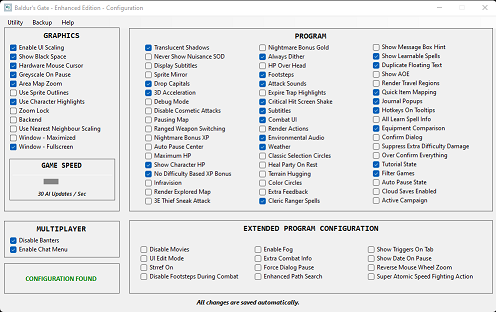 Baldur's Gate - Enhanced Edition - Configuration
Utility Backup Help
GRAPHICS
Enable UI Scaling
Show Black Space
Hardware Mouse Cursor
Greyscale On Pause
Area Map Zoom
Use Sprite Outlines
Use Character Highlights
Zoom Lock
Backend
Use Nearest Neighbour Scaling
Window - Maximized
Window - Fullscreen
GAME SPEED
30 AI Updates / Sec
MULTIPLAYER
Disable Banters
Enable Chat Menu
CONFIGURATION FOUND
PROGRAM
Translucent Shadows
Never Show Nuisance SOD
Display Subtitles
Sprite Mirror
Drop Capitals
3D Acceleration
Debug Mode
Disable Cosmetic Attacks
Pausing Map
Ranged Weapon Switching
Nightmare Bonus XP
Auto Pause Center
Maximum HP
Show Character HP
No Difficulty Based XP Bonus
Infravision
Render Explored Map
3E Thief Sneak Attack
Nightmare Bonus Gold
Always Dither
HP Over Head
Footsteps
Attack Sounds
Expire Trap Highlights
Critical Hit Screen Shake
Subtitles
Combat UI
Render Actions
Environmental Audio
Weather
Classic Selection Circles
Heal Party On Rest
Terrain Hugging
Color Circles
Extra Feedback
Cleric Ranger Spells
Show Message Box Hint
Show Learnable Spells
Duplicate Floating Text
Show AOE
Render Travel Regions
Quick Item Mapping
Journal Popups
Hotkeys On Tooltips
All Learn Spell Info
Equipment Comparison
Confirm Dialog
Suppress Extra Difficulty Damage
Over Confirm Everything
Tutorial State
Filter Games
Auto Pause State
Cloud Saves Enabled
Active Campaign
EXTENDED PROGRAM CONFIGURATION
Disable Movies
UI Edit Mode
Strref On
Disable Footsteps During Combat
Enable Fog
Extra Combat Info
Force Dialog Pause
Enhanced Path Search
Show Triggers On Tab
Show Date On Pause
Reverse Mouse Wheel Zoom
Super Atomic Speed Fighting Action
All changes are saved automatically.